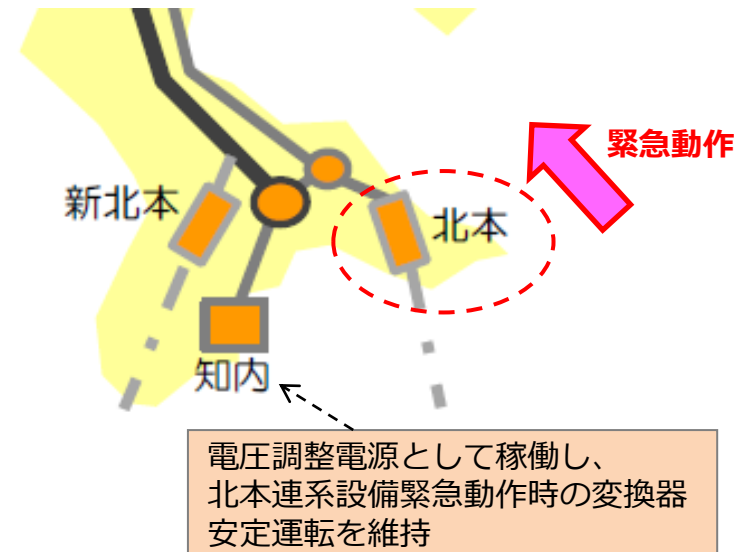 緊急動作
新北本
北本
知内
電圧調整電源として稼働し、
北本連系設備緊急動作時の変換器
安定運転を維持